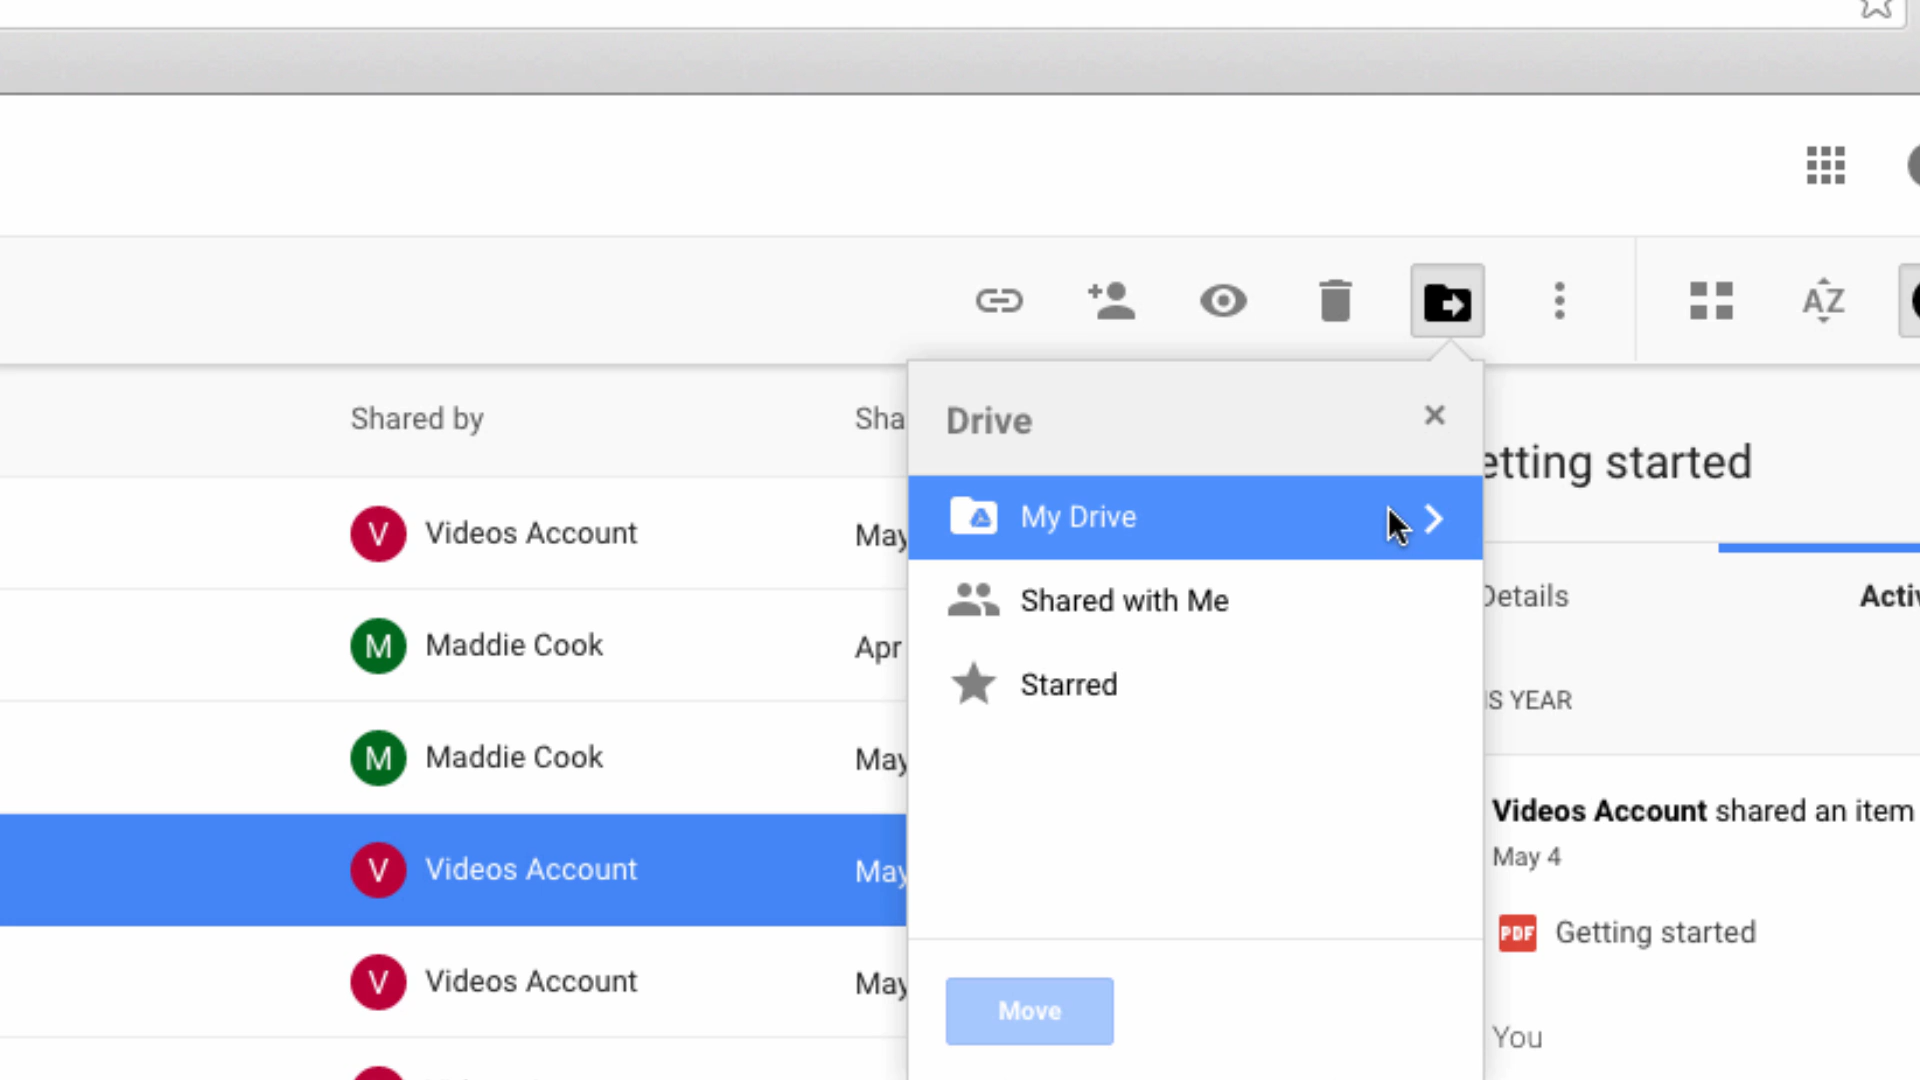 AZ
Shared by
Sha
Drive
×
etting started
My Drive
V Videos Account
May
Shared with Me
Details
Activ
M Maddie Cook
Apr
Starred
IS YEAR
M Maddie Cook
May
Videos Account shared an item
May 4
V Videos Account
May
PDF Getting started
V Videos Account
May
Move
You